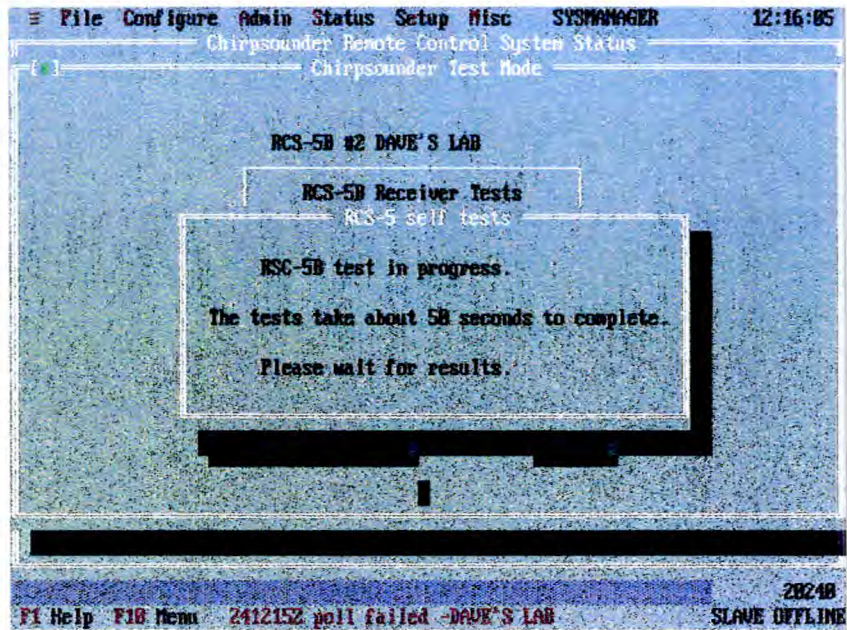 ≡ File Configure Admin Status Setup Misc SYSMANAGER 12:16:05
Chirpsounder Remote Control System Status
Chirpsounder Test Mode
RCS-5B #2 DAVE'S LAB
RCS-5B Receiver Tests
RCS-5 self tests
RSC-5B test in progress.
The tests take about 50 seconds to complete.
Please wait for results.
20240
F1 Help F10 Menu 241215Z poll failed -DAVE'S LAB SLAVE OFFLINE